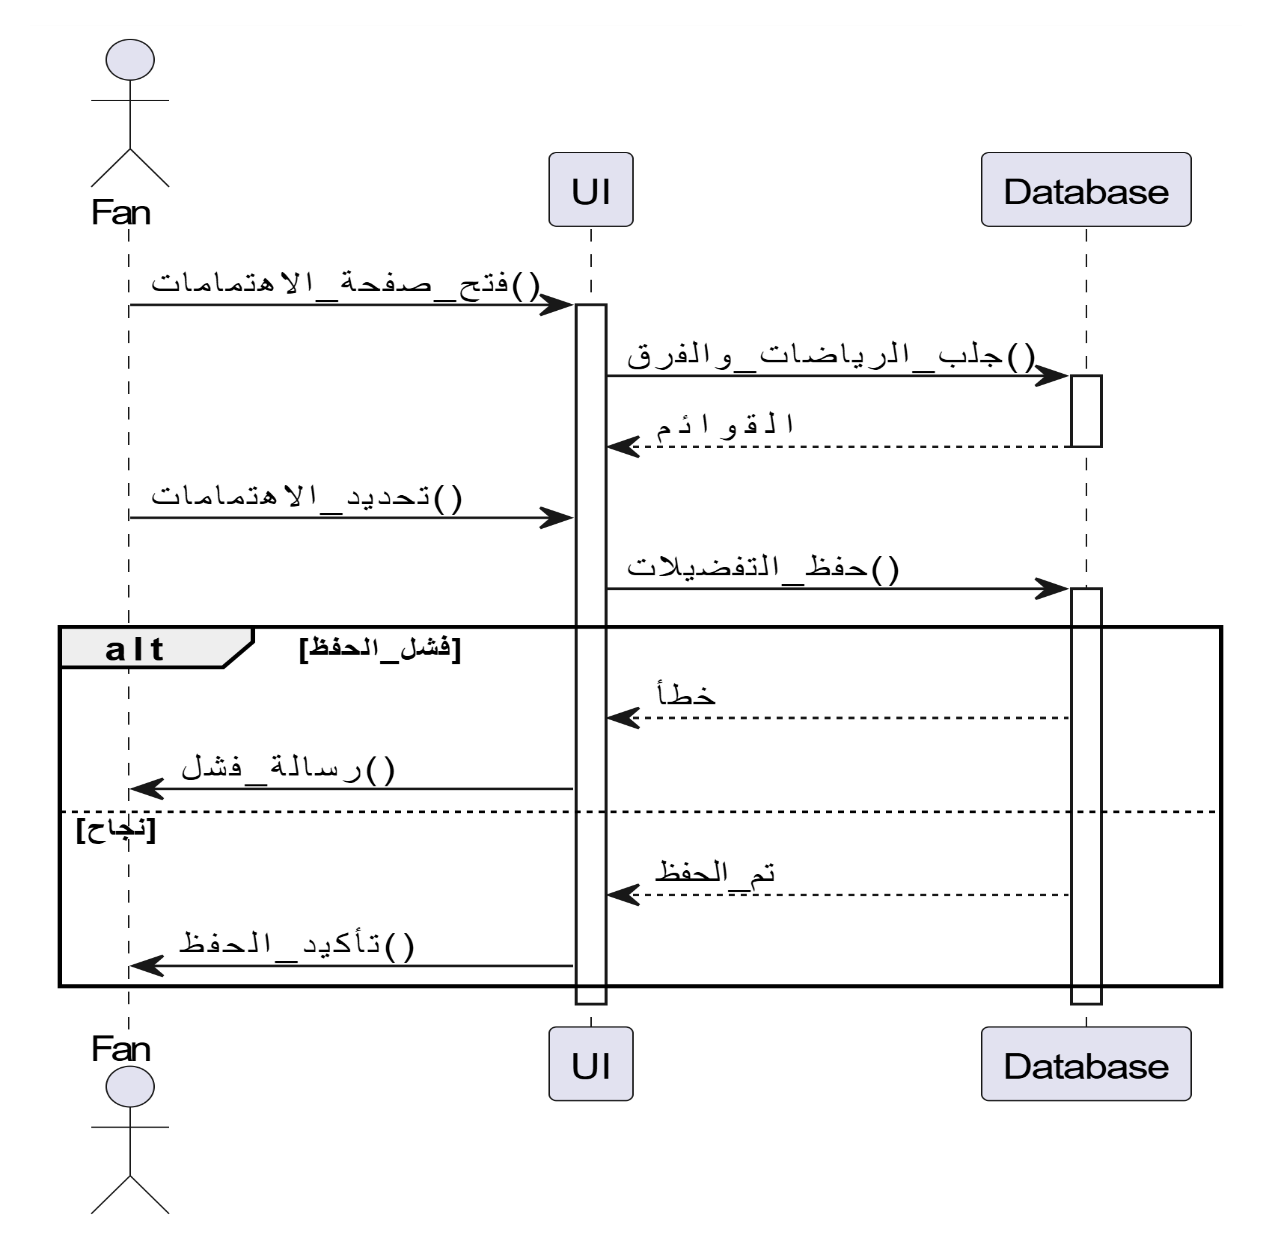 Fan
UI
Database
فتح_صفحة_الاهتمامات()
جلب_الرياضات_والفرق()
القوائم
تحديد_الاهتمامات()
حفظ_التفضيلات()
alt
[فشل_الحفظ]
خطأ
رسالة_فشل()
[نجاح]
تم_الحفظ
تأكيد_الحفظ()
Fan
UI
Database